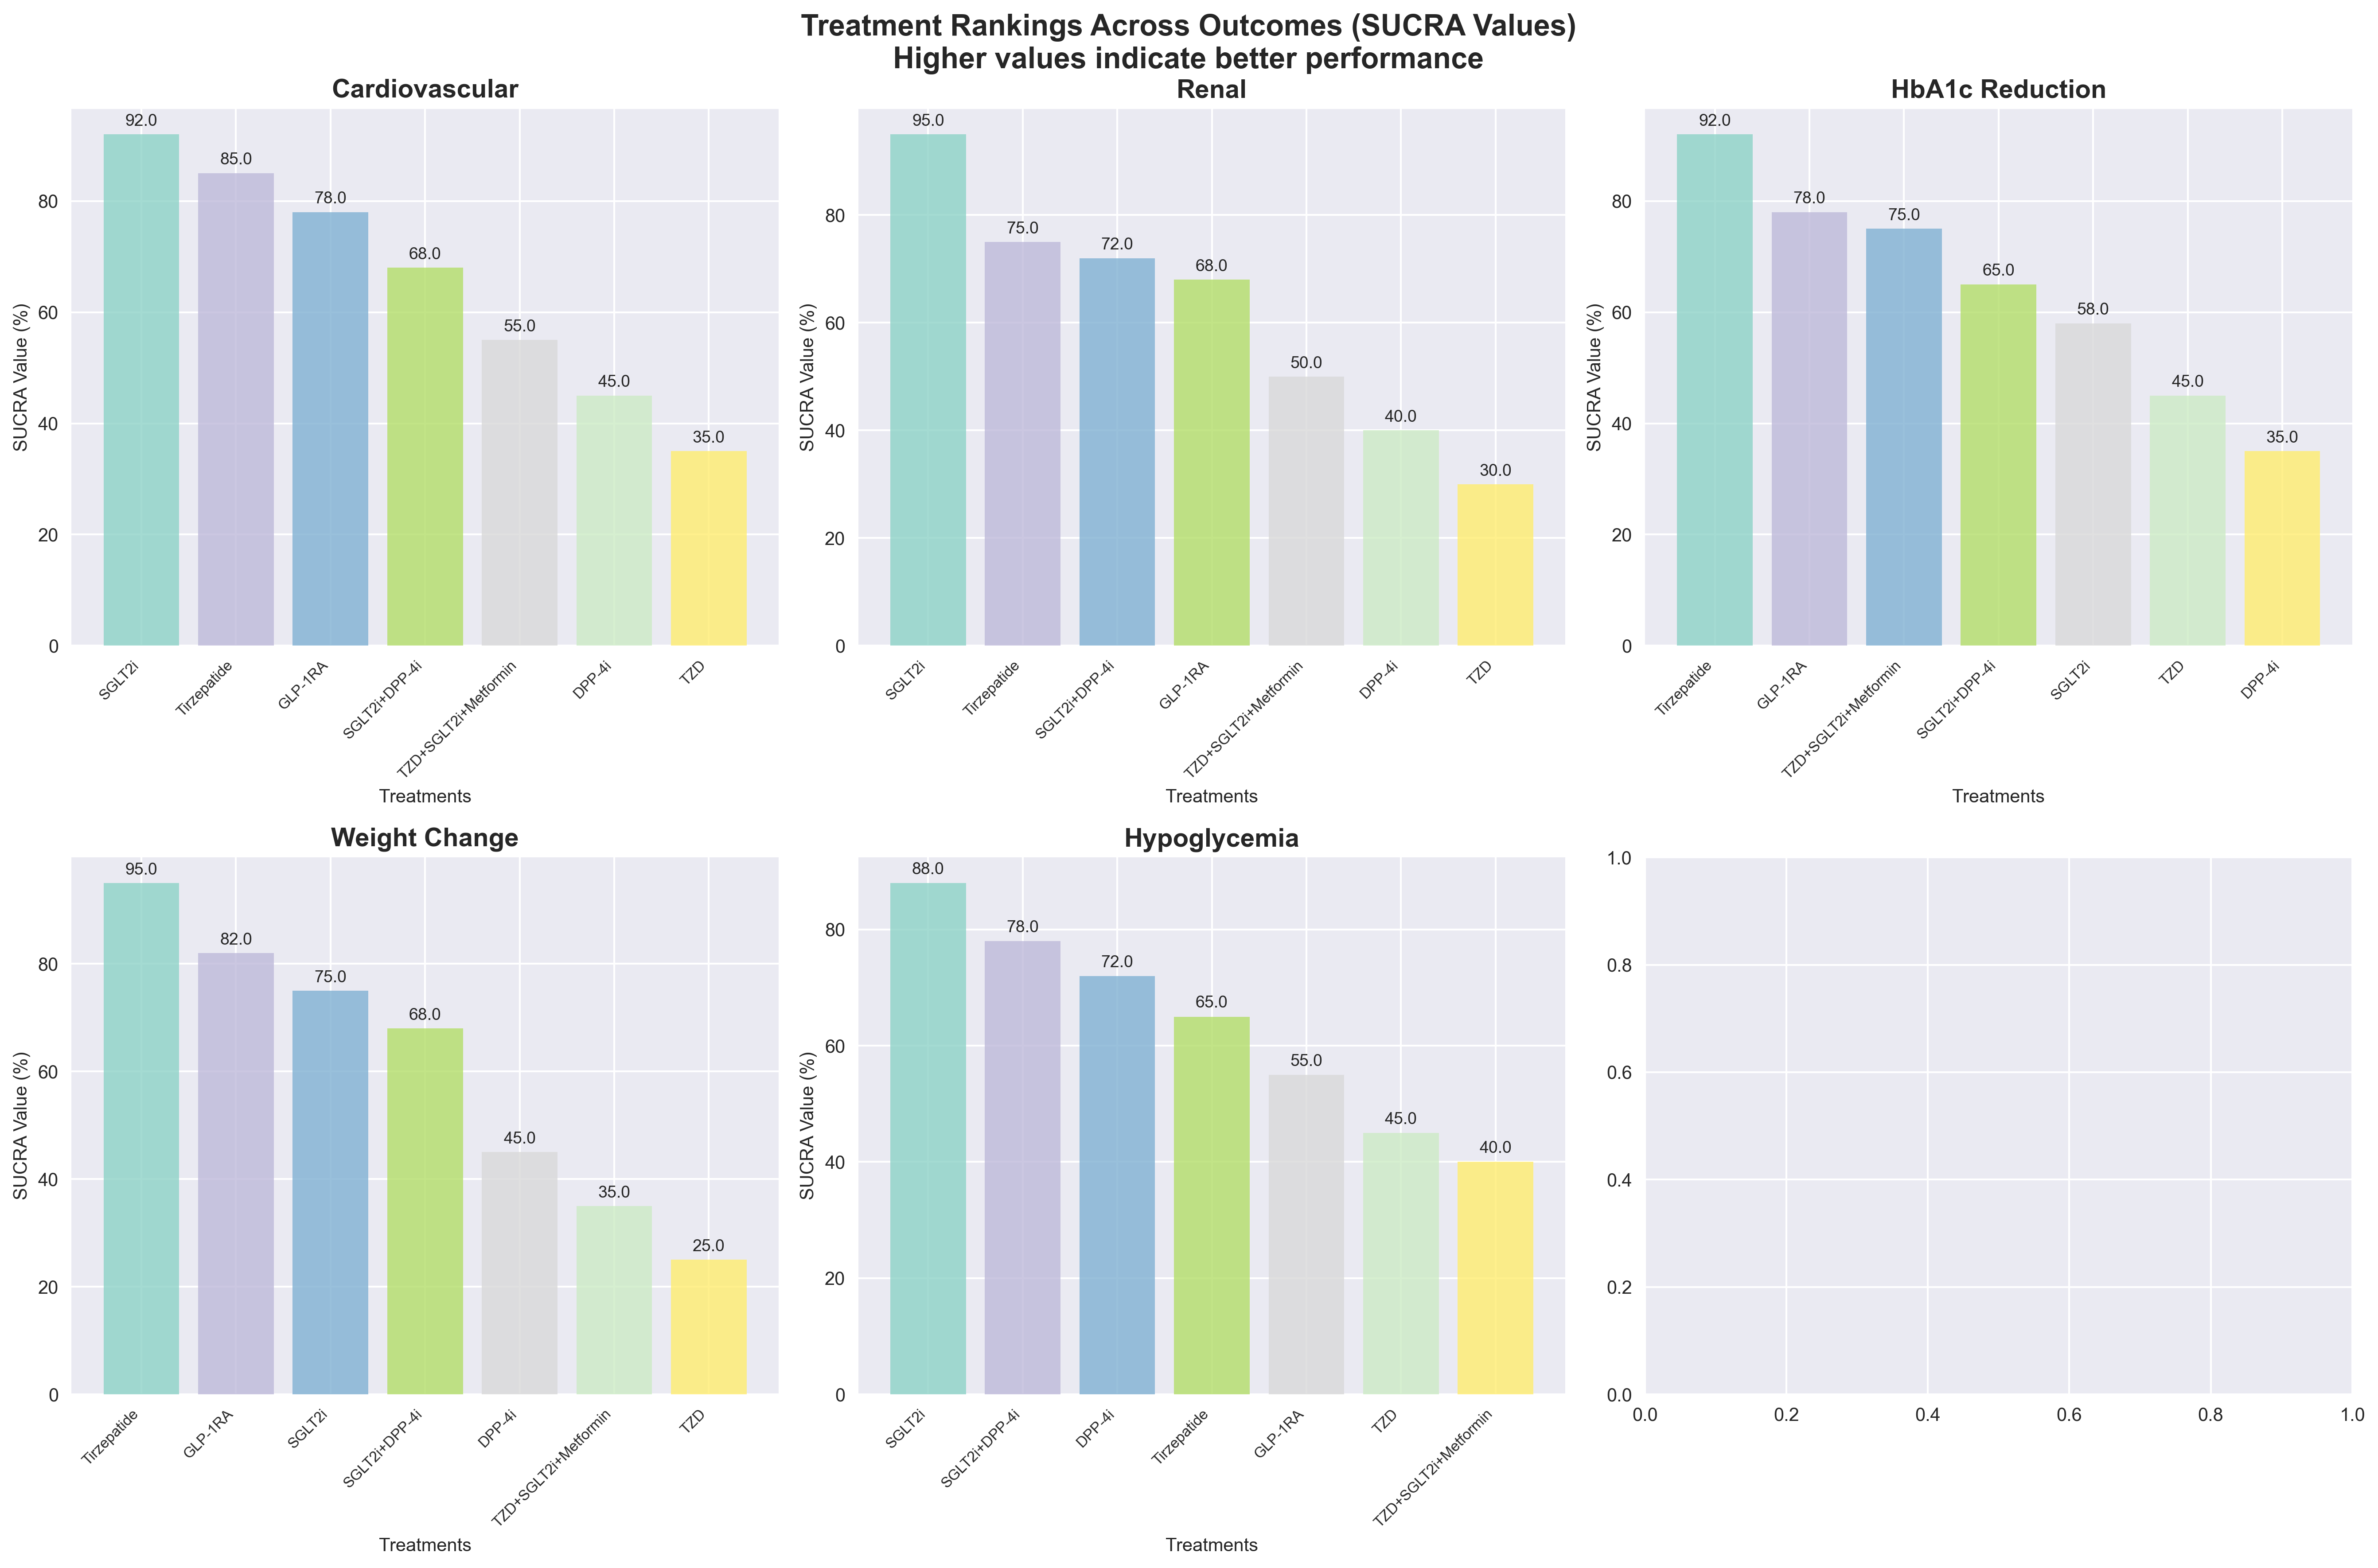 Treatment Rankings Across Outcomes (SUCRA Values)
Higher values indicate better performance
Cardiovascular
SUCRA Value (%)
80
60
40
20
0
92.0
85.0
78.0
68.0
55.0
45.0
35.0
SGLT2i
Tirzepatide
GLP-1RA
SGLT2i+DPP-4i
TZD+SGLT2i+Metformin
DPP-4i
TZD
Treatments
Renal
SUCRA Value (%)
80
60
40
20
0
95.0
75.0
72.0
68.0
50.0
40.0
30.0
SGLT2i
Tirzepatide
SGLT2i+DPP-4i
GLP-1RA
TZD+SGLT2i+Metformin
DPP-4i
TZD
Treatments
HbA1c Reduction
SUCRA Value (%)
80
60
40
20
0
92.0
78.0
75.0
65.0
58.0
45.0
35.0
Tirzepatide
GLP-1RA
TZD+SGLT2i+Metformin
SGLT2i+DPP-4i
SGLT2i
TZD
DPP-4i
Treatments
Weight Change
SUCRA Value (%)
80
60
40
20
0
95.0
82.0
75.0
68.0
45.0
35.0
25.0
Tirzepatide
GLP-1RA
SGLT2i
SGLT2i+DPP-4i
DPP-4i
TZD+SGLT2i+Metformin
TZD
Treatments
Hypoglycemia
SUCRA Value (%)
80
60
40
20
0
88.0
78.0
72.0
65.0
55.0
45.0
40.0
SGLT2i
SGLT2i+DPP-4i
DPP-4i
Tirzepatide
GLP-1RA
TZD
TZD+SGLT2i+Metformin
Treatments
1.0
0.8
0.6
0.4
0.2
0.0
0.0 0.2 0.4 0.6 0.8 1.0